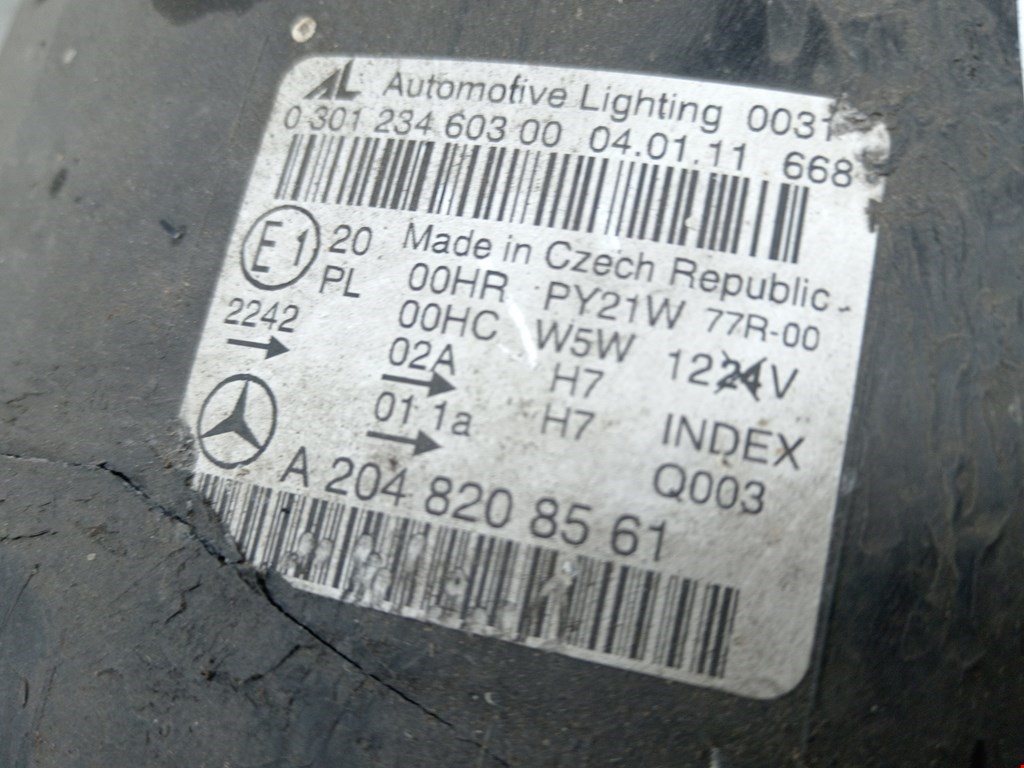 AL Automotive Lighting 0031
0 301 234 603 00 04.01.11 668
E1 20 Made in Czech Republic
PL 00HR PY21W 77R-00
2242 00HC W5W 1224V
02A H7
01 1a H7 INDEX
Q003
A 204 820 85 61